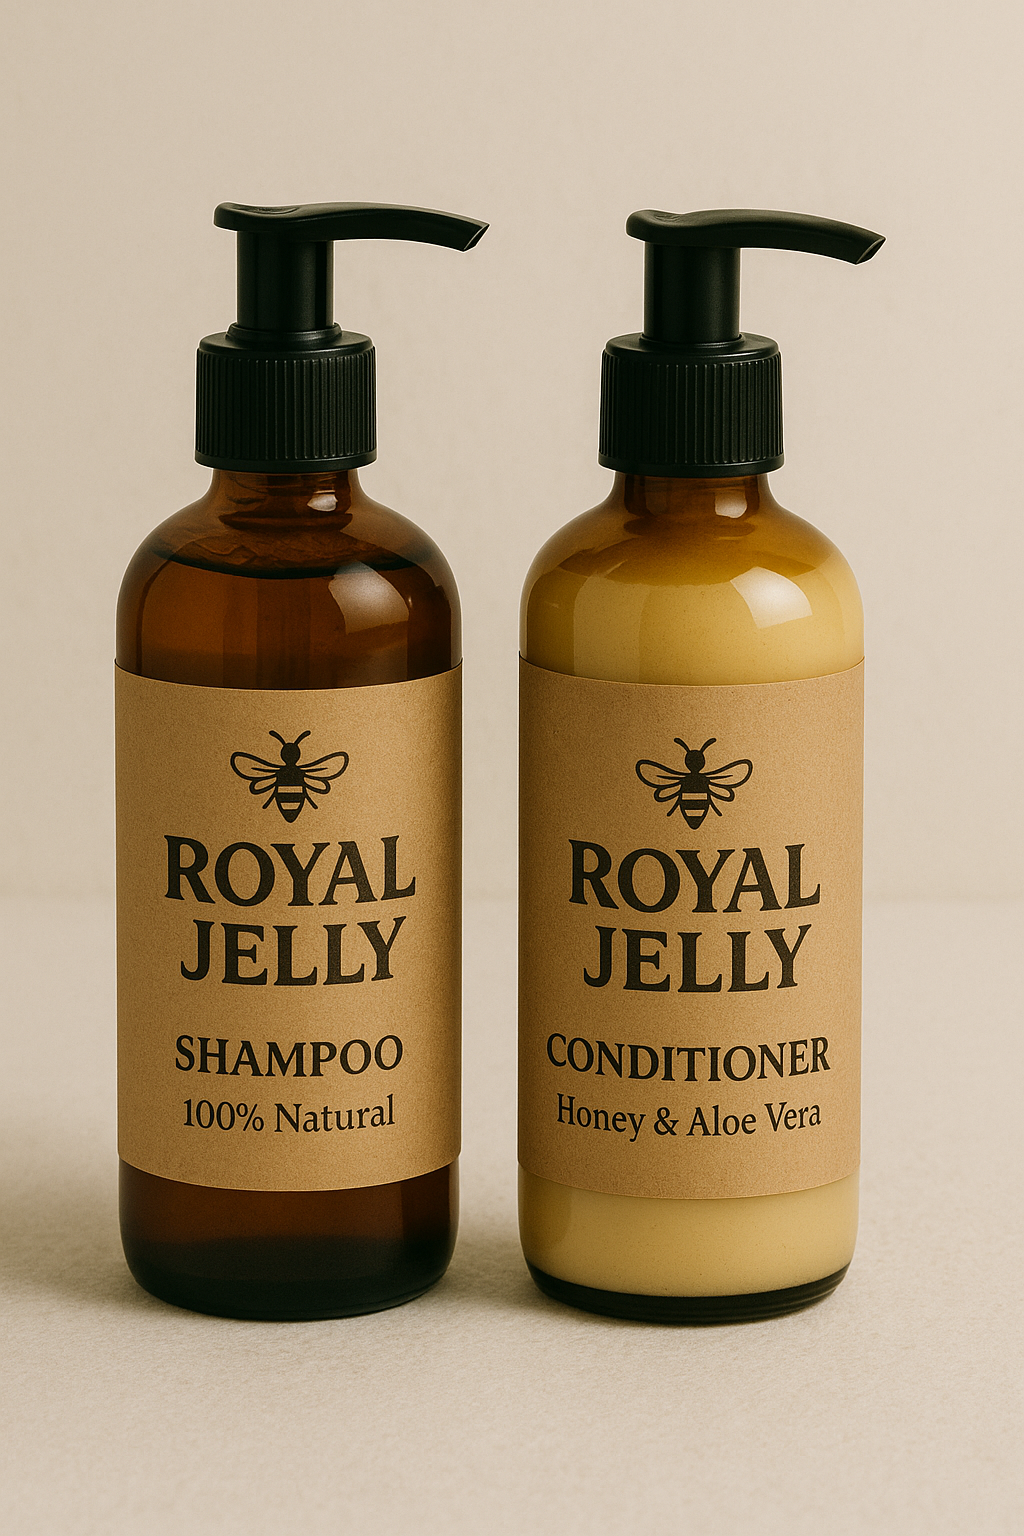 ROYAL
JELLY
SHAMPOO
100% Natural
ROYAL
JELLY
CONDITIONER
Honey & Aloe Vera